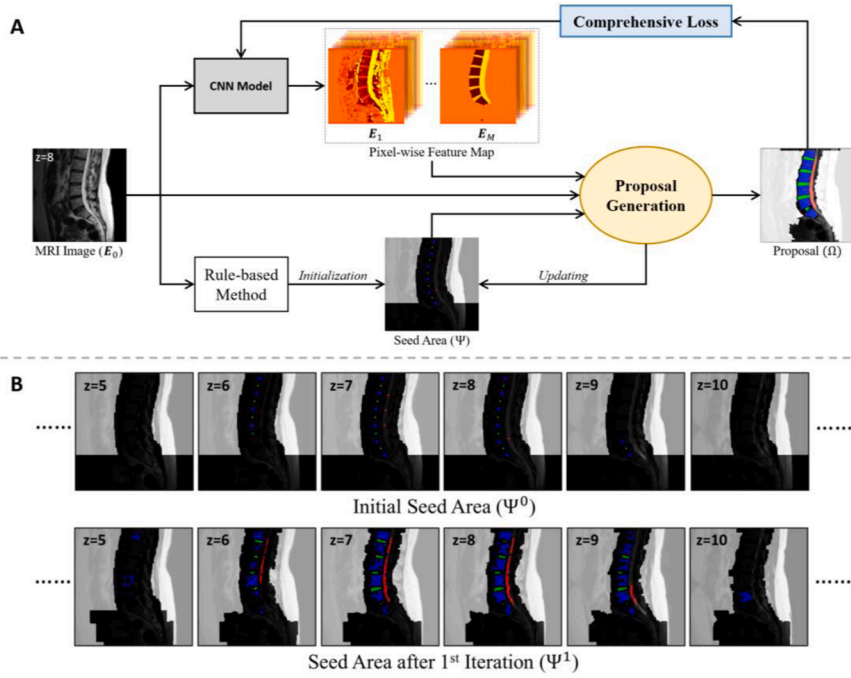 A
Comprehensive Loss
CNN Model
...
E₁
E_M
Pixel-wise Feature Map
z=8
MRI Image (E₀)
Proposal
Generation
Proposal (Ω)
Rule-based
Method
Initialization
Updating
Seed Area (Ψ)
B
z=5 z=6 z=7 z=8 z=9 z=10
...... ......
Initial Seed Area (Ψ⁰)
z=5 z=6 z=7 z=8 z=9 z=10
...... ......
Seed Area after 1ˢᵗ Iteration (Ψ¹)